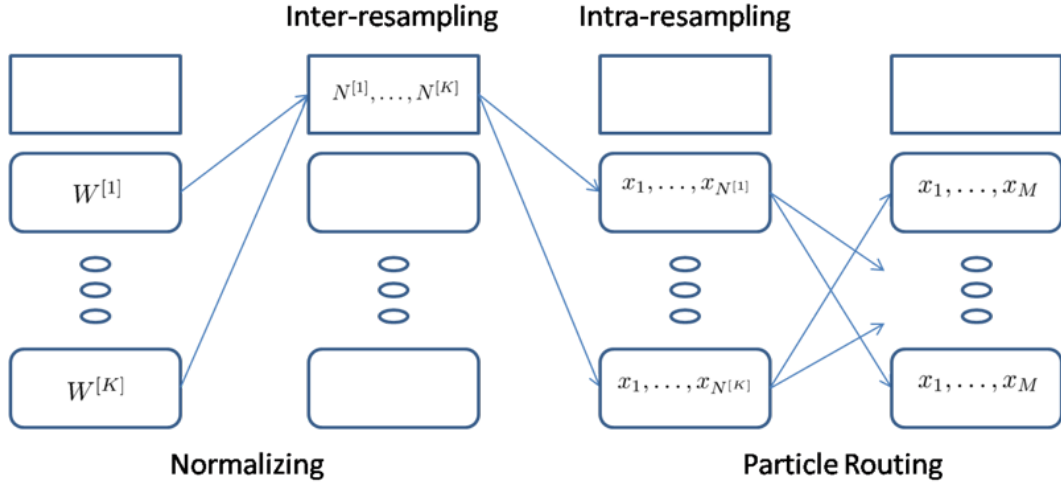 Inter-resampling Intra-resampling
N^{[1]}, . . . , N^{[K]}
W^{[1]} x_1, . . . , x_{N^{[1]}} x_1, . . . , x_M
W^{[K]} x_1, . . . , x_{N^{[K]}} x_1, . . . , x_M
Normalizing Particle Routing